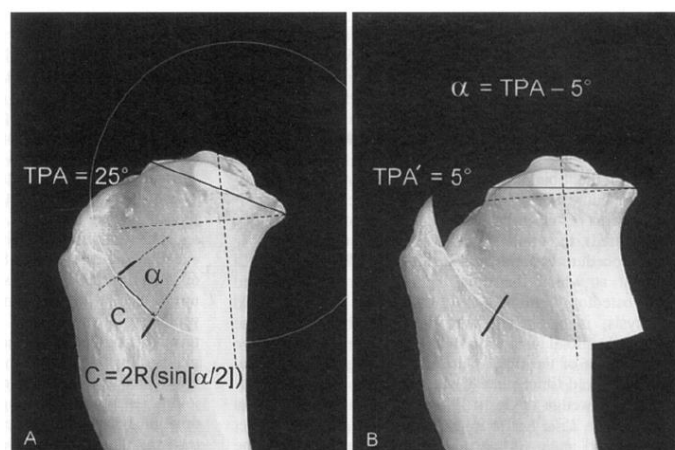 TPA = 25°
α
C
C = 2R(sin[α/2])
A
α = TPA – 5°
TPA′ = 5°
B